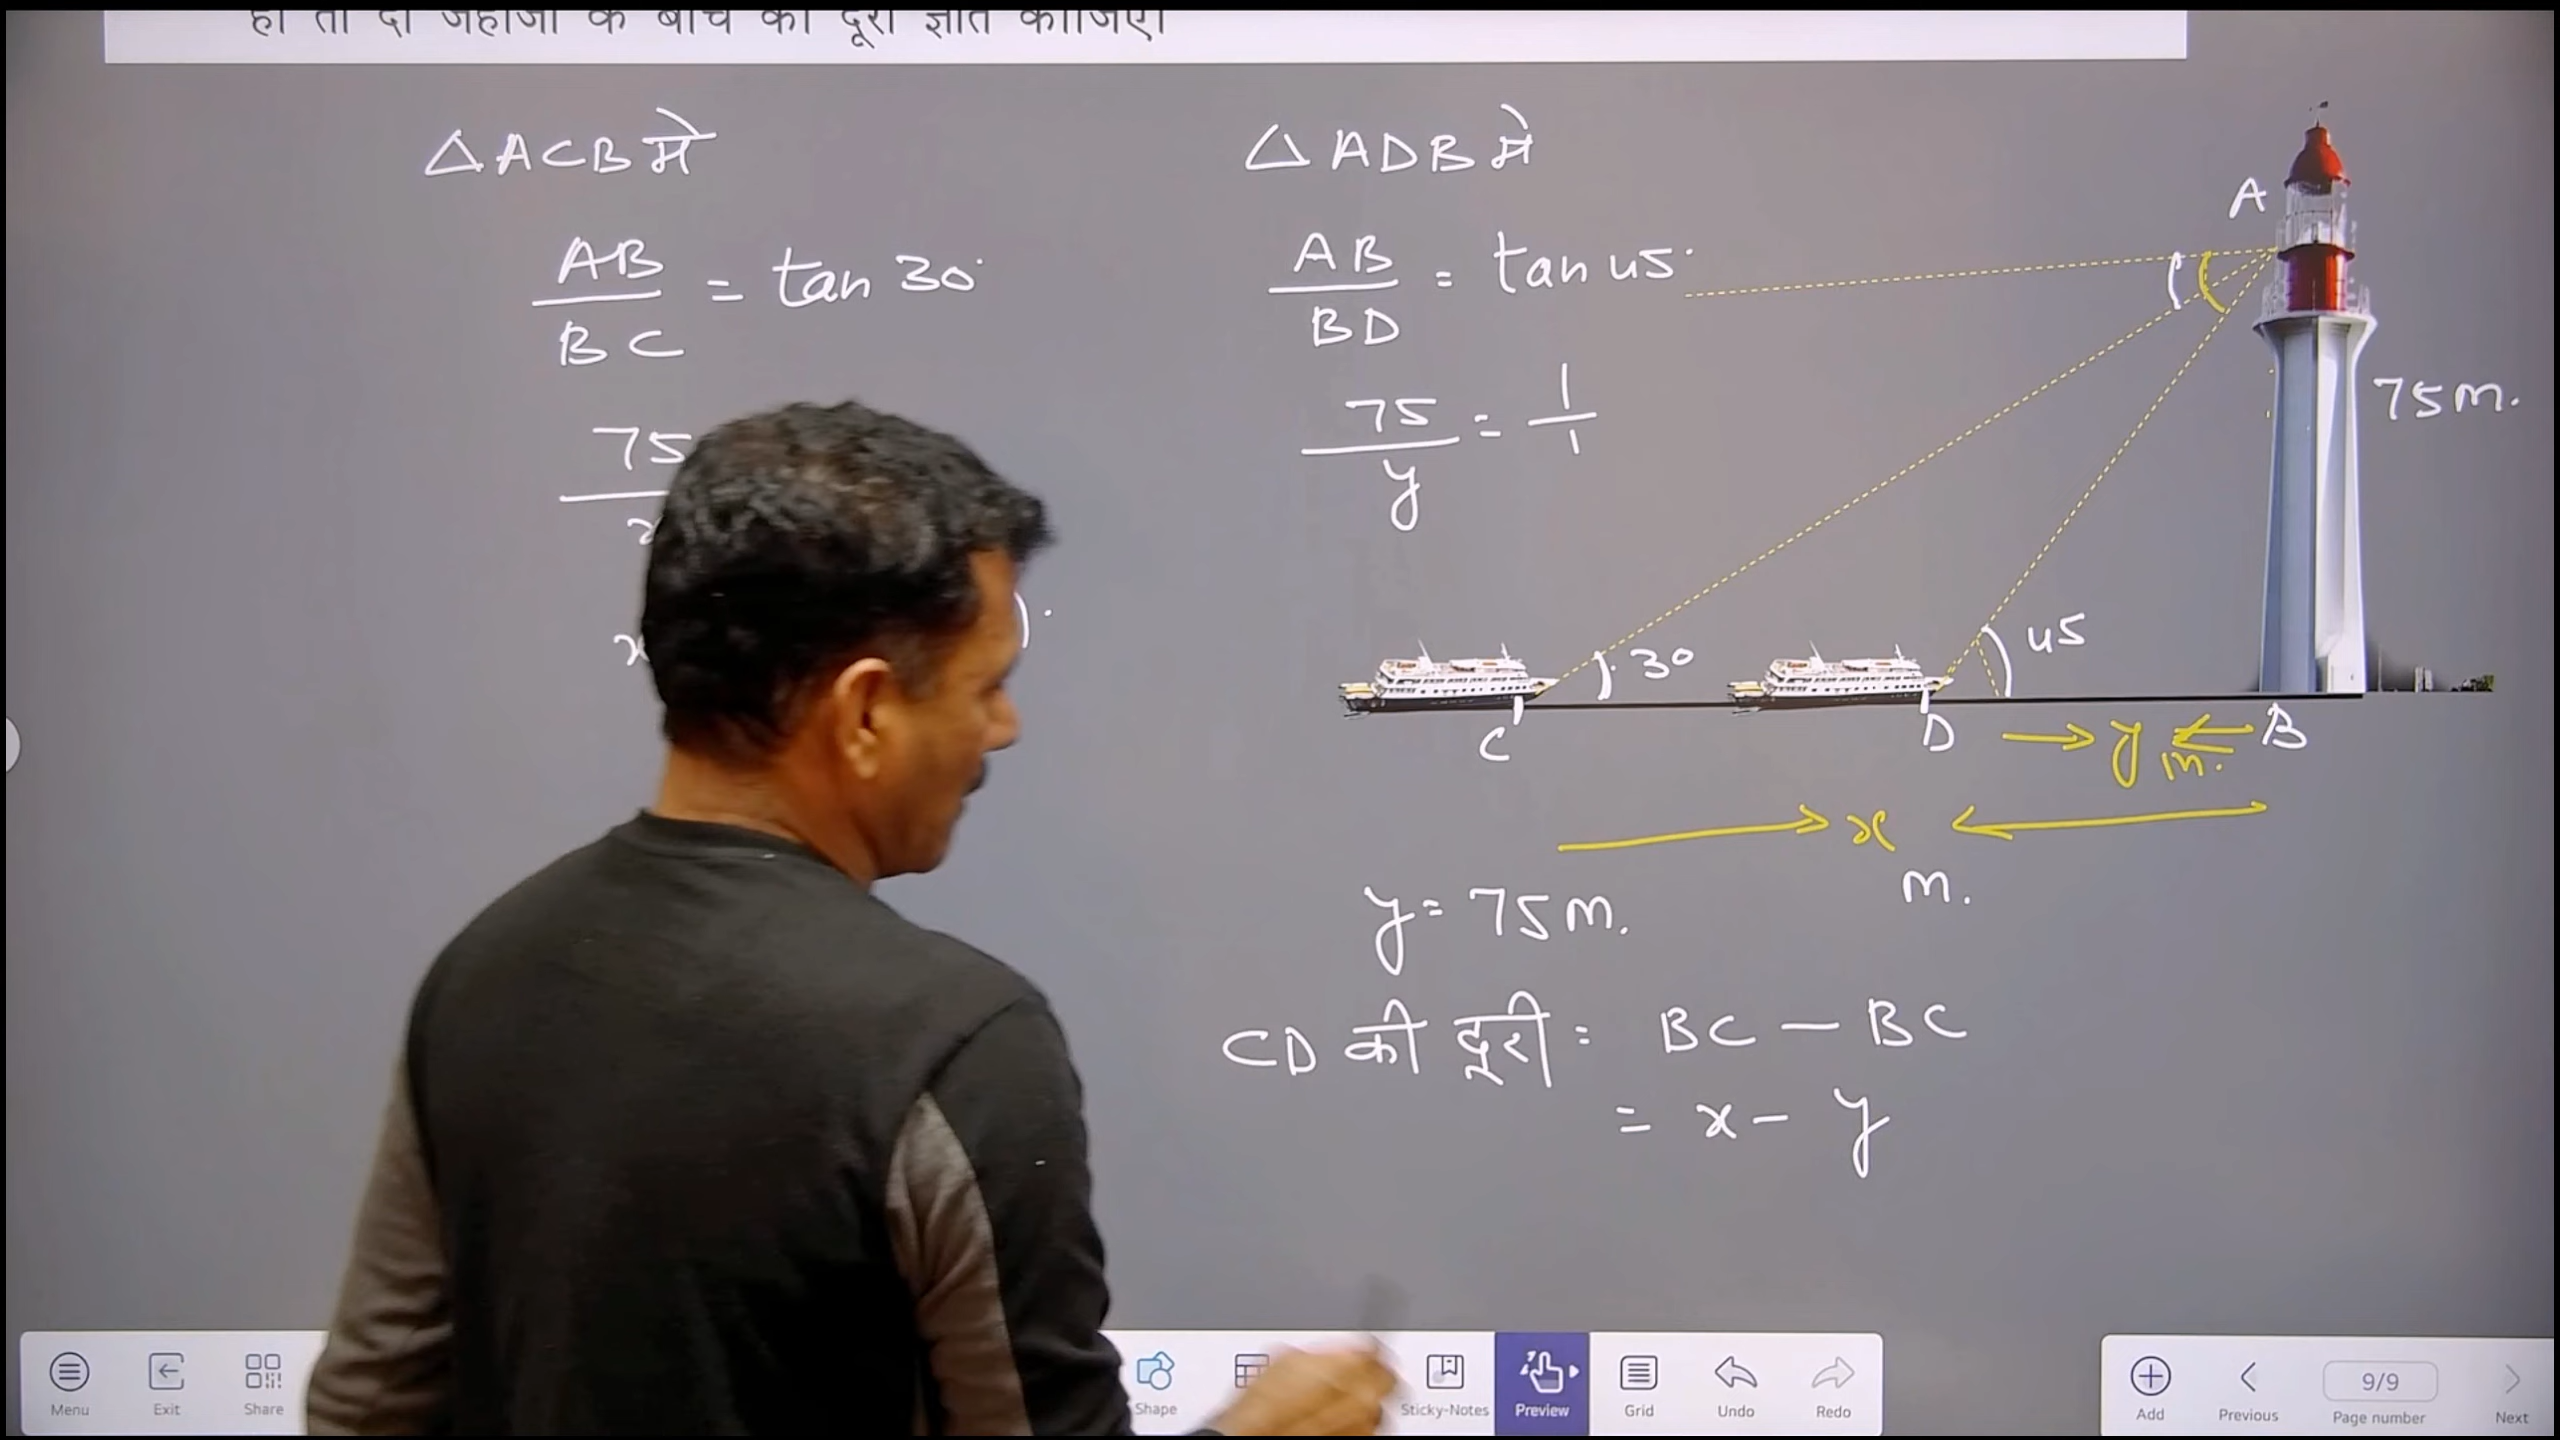 हो तो दो जहाजों के बीच की दूरी ज्ञात कीजिए।
△ACB में
AB/BC = tan 30°
75
x
△ADB में
AB/BD = tan 45°
75/y = 1/1
A
75m.
30
45
C
D
y m.
B
x
m.
y = 75m.
CD की दूरी = BC - BC
= x - y
Menu
Exit
Share
Shape
Sticky-Notes
Preview
Grid
Undo
Redo
Add
Previous
9/9
Page number
Next